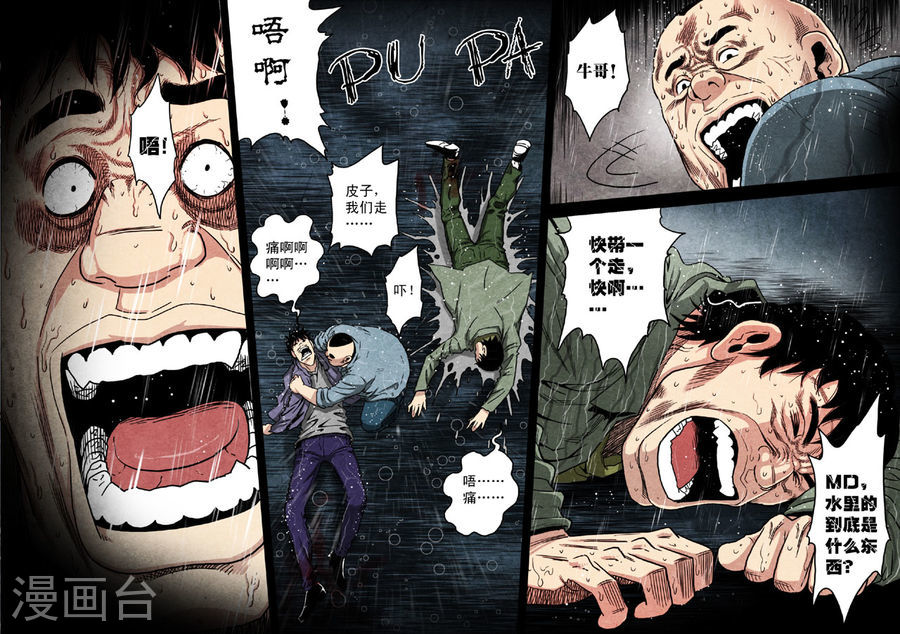 唔!
唔
啊
:
PU PA
皮子，
我们走
……
痛啊啊
啊啊……
……
吓!
唔……
痛……
牛哥!
快带一
个走，
快啊……
……
MD,
水里的
到底是
什么东
西?
漫画台